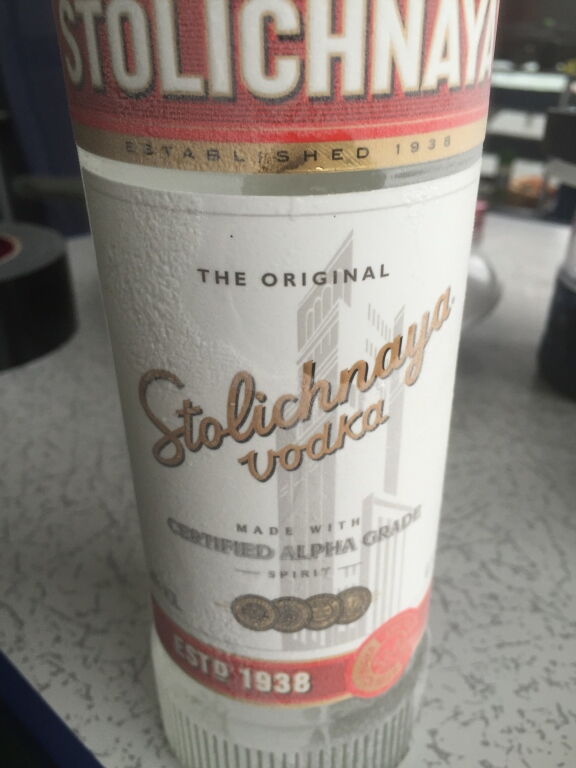 STOLICHNAYA
ESTABLISHED 1938
THE ORIGINAL
Stolichnaya
vodka
MADE WITH
CERTIFIED ALPHA GRADE
SPIRIT
ESTD 1938